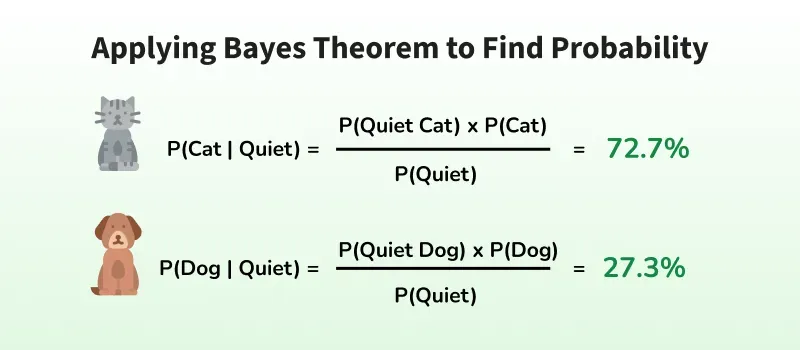 Applying Bayes Theorem to Find Probability
P(Quiet Cat) x P(Cat)
P(Cat | Quiet) = = 72.7%
P(Quiet)
P(Quiet Dog) x P(Dog)
P(Dog | Quiet) = = 27.3%
P(Quiet)